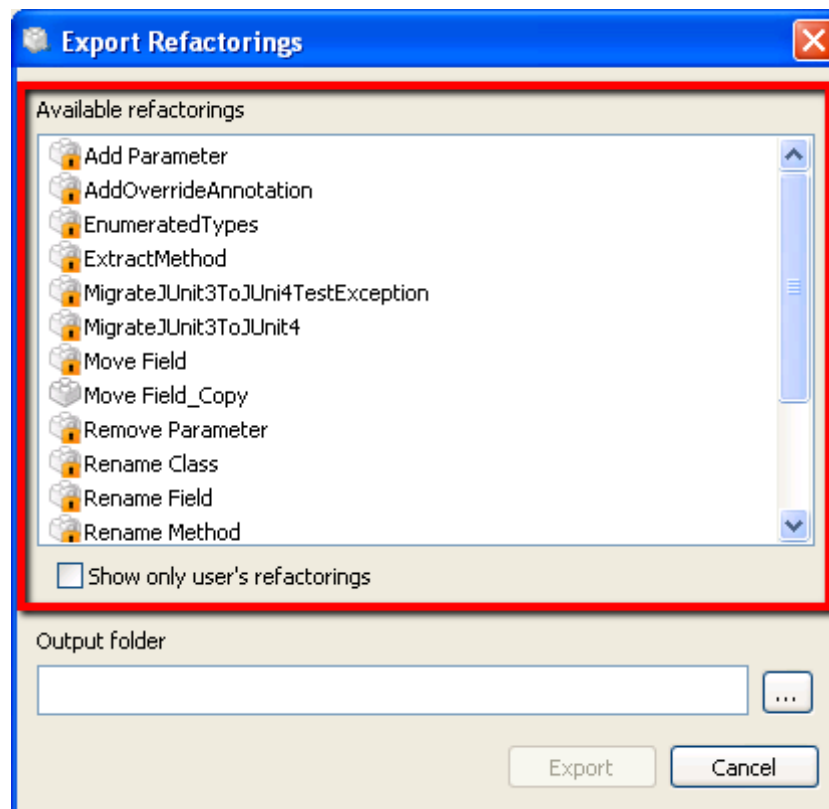 Export Refactorings
Available refactorings
Add Parameter
AddOverrideAnnotation
EnumeratedTypes
ExtractMethod
MigrateJUnit3ToJUni4TestException
MigrateJUnit3ToJUnit4
Move Field
Move Field_Copy
Remove Parameter
Rename Class
Rename Field
Rename Method
Show only user's refactorings
Output folder
...
Export Cancel